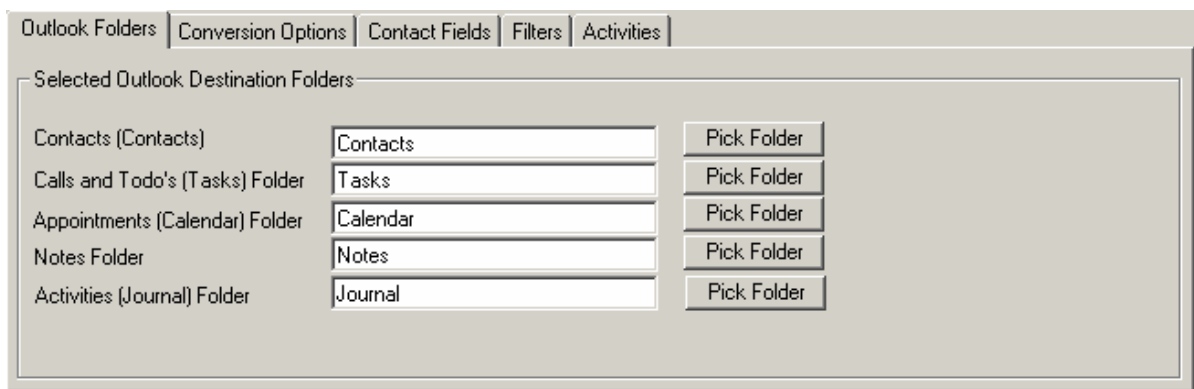 Outlook Folders Conversion Options Contact Fields Filters Activities
Selected Outlook Destination Folders
Contacts (Contacts) Contacts Pick Folder
Calls and Todo's (Tasks) Folder Tasks Pick Folder
Appointments (Calendar) Folder Calendar Pick Folder
Notes Folder Notes Pick Folder
Activities (Journal) Folder Journal Pick Folder